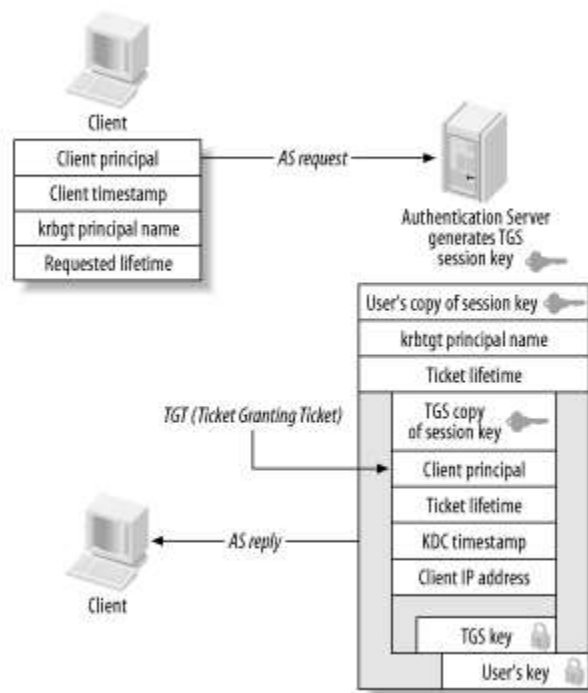 Client
Client principal
Client timestamp
krbgt principal name
Requested lifetime
AS request
Authentication Server
generates TGS
session key
User's copy of session key
krbtgt principal name
Ticket lifetime
TGT (Ticket Granting Ticket)
TGS copy
of session key
Client principal
Ticket lifetime
KDC timestamp
Client IP address
TGS key
User's key
AS reply
Client